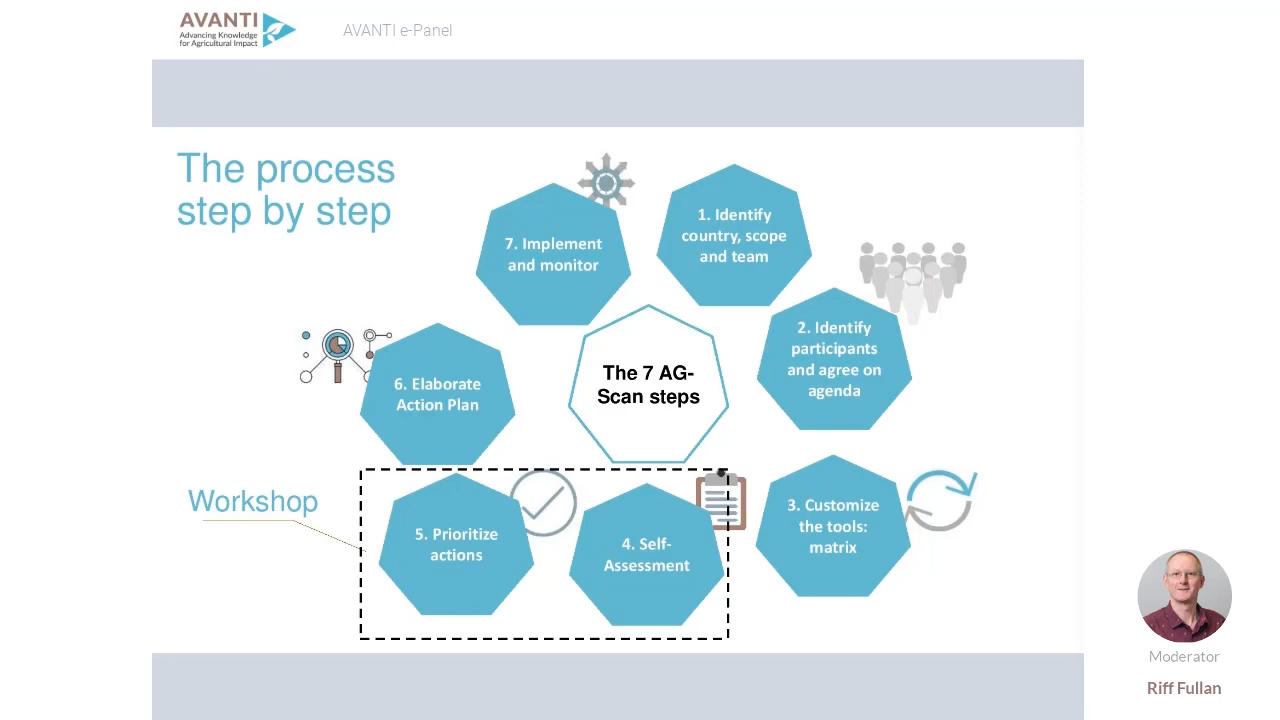 AVANTI
Advancing Knowledge
for Agricultural Impact
AVANTI e-Panel
The process
step by step
1. Identify
country, scope
and team
2. Identify
participants
and agree on
agenda
3. Customize
the tools:
matrix
4. Self-
Assessment
5. Prioritize
actions
6. Elaborate
Action Plan
7. Implement
and monitor
The 7 AG-
Scan steps
Workshop
Moderator
Riff Fullan